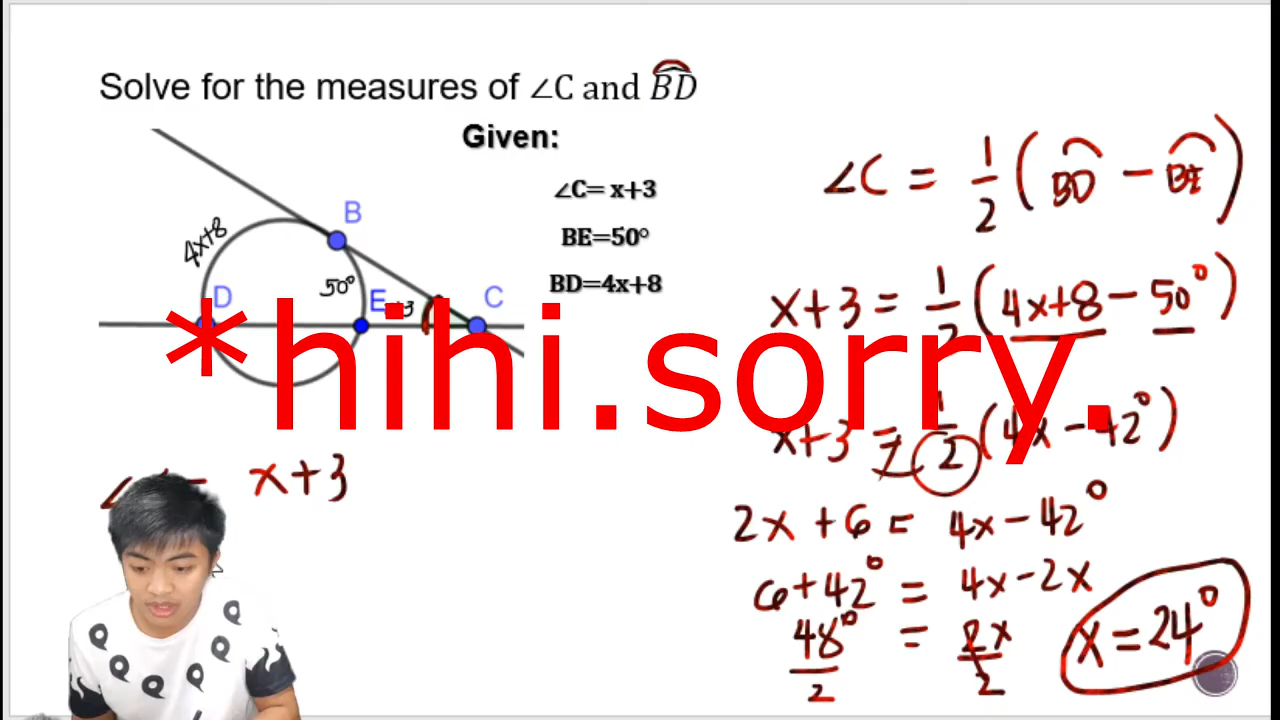 Solve for the measures of ∠C and BD
Given:
∠C= x+3
BE=50°
BD=4x+8
4x+8
B
50°
D
E
+3
C
*hihi.sorry.
x+3
∠C = 1/2 (BD − BE)
x+3 = 1/2 (4x+8 − 50°)
x+3 = 1/2 (4x − 42°)
2x + 6 = 4x − 42°
6 + 42° = 4x − 2x
48°/2 = 2x/2
x = 24°